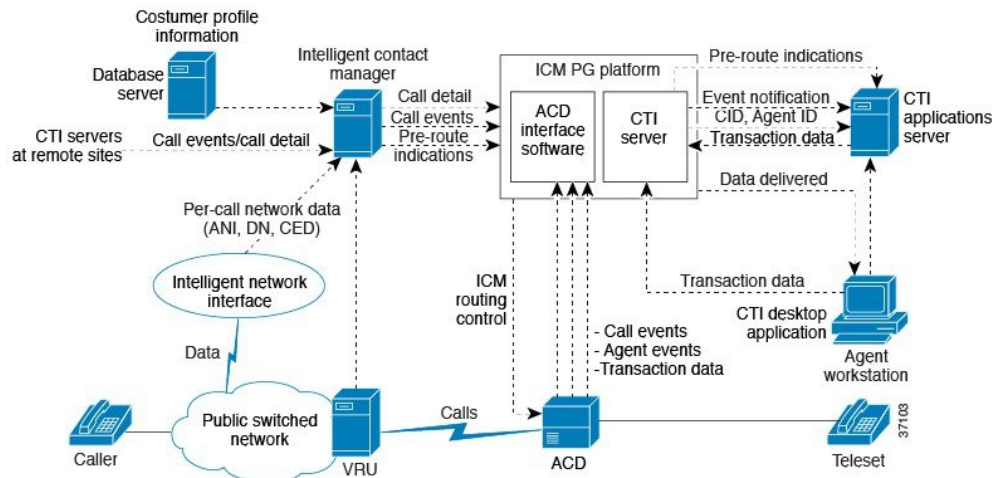 Costumer profile
information
Database
server
CTI servers
at remote sites
Call events/call detail
Intelligent contact
manager
Call detail
Call events
Pre-route
indications
ICM PG platform
ACD
interface
software
CTI
server
Pre-route indications
Event notification
CID, Agent ID
Transaction data
CTI
applications
server
Data delivered
Per-call network data
(ANI, DN, CED)
Intelligent network
interface
Data
ICM
routing
control
- Call events
- Agent events
-Transaction data
Transaction data
CTI desktop
application
Agent
workstation
Caller
Public switched
network
VRU
Calls
ACD
Teleset
37103